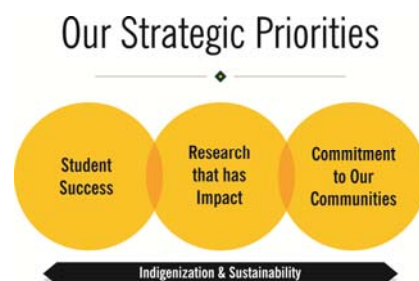 Our Strategic Priorities
Student
Success
Research
that has
Impact
Commitment
to Our
Communities
Indigenization & Sustainability